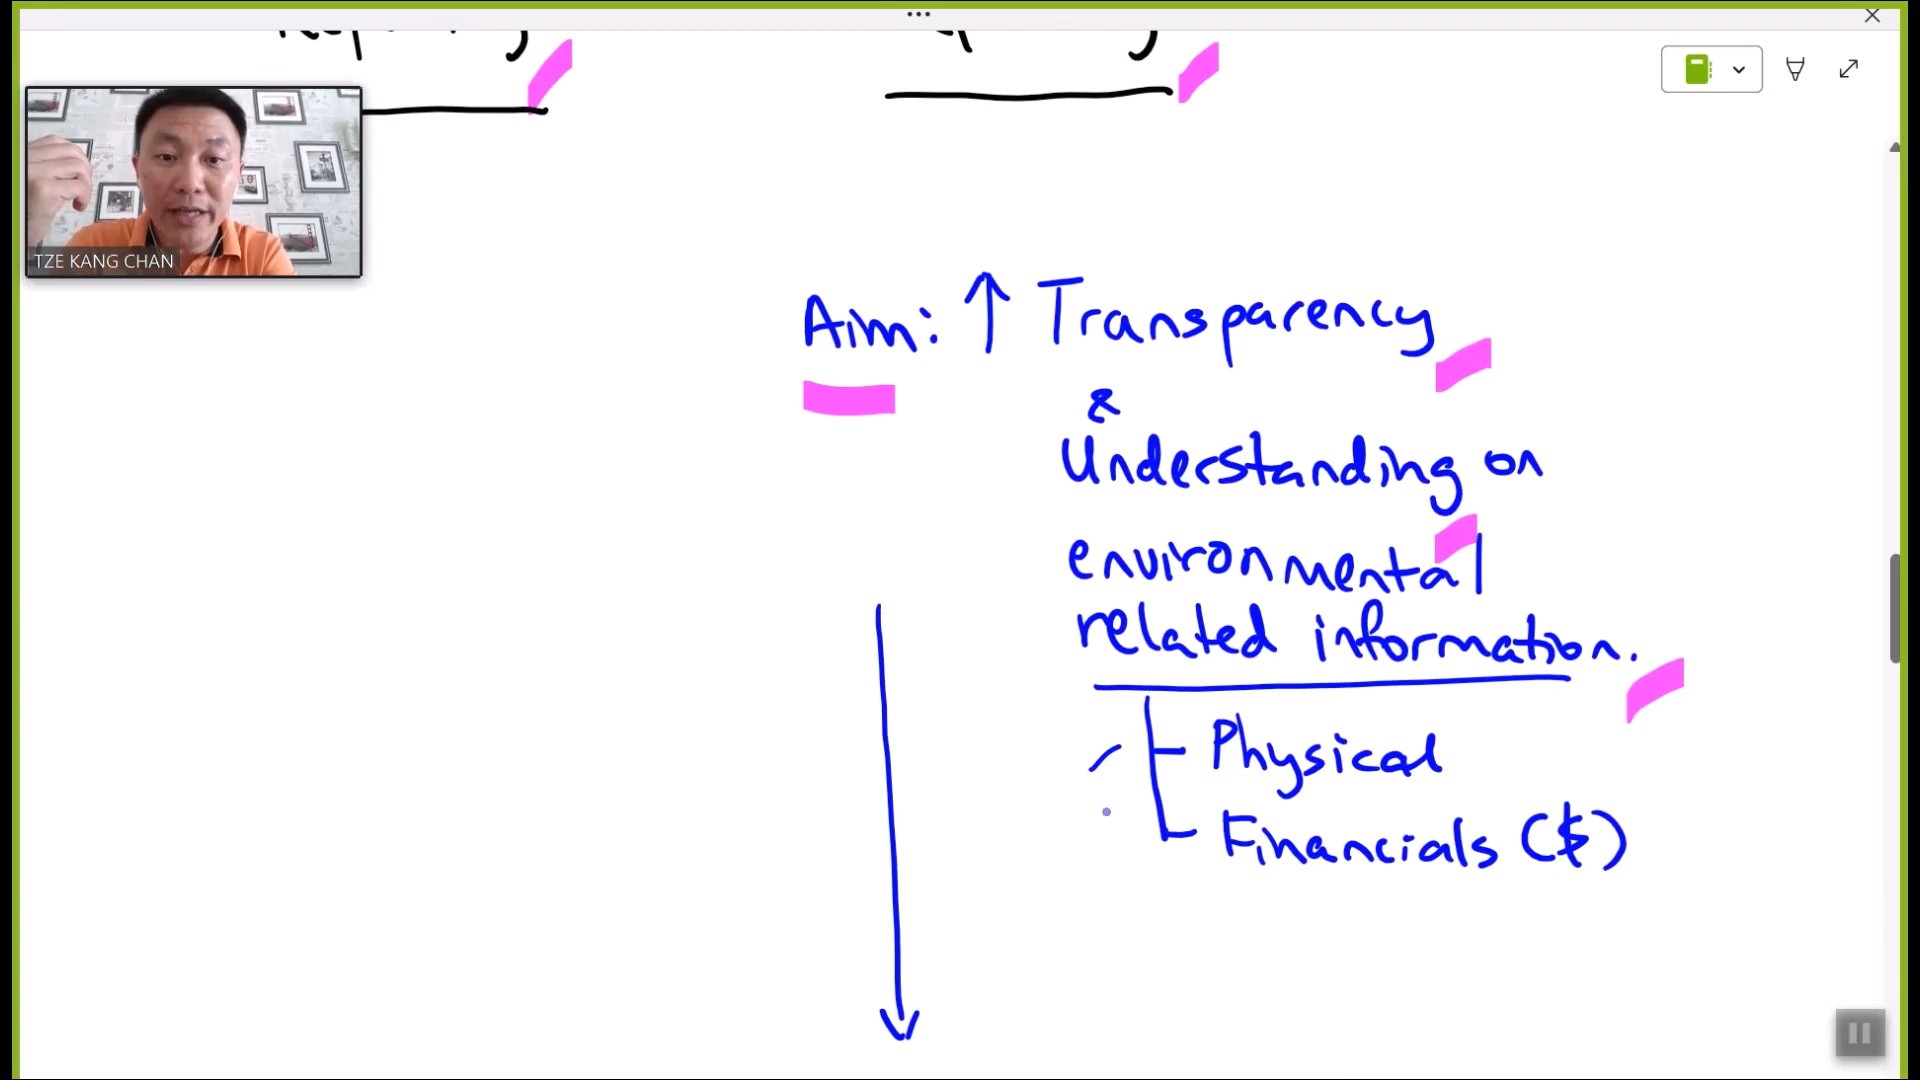 TZE KANG CHAN
Aim: ↑ Transparency
&
Understanding on
environmental
related information.
Physical
Financials ($)